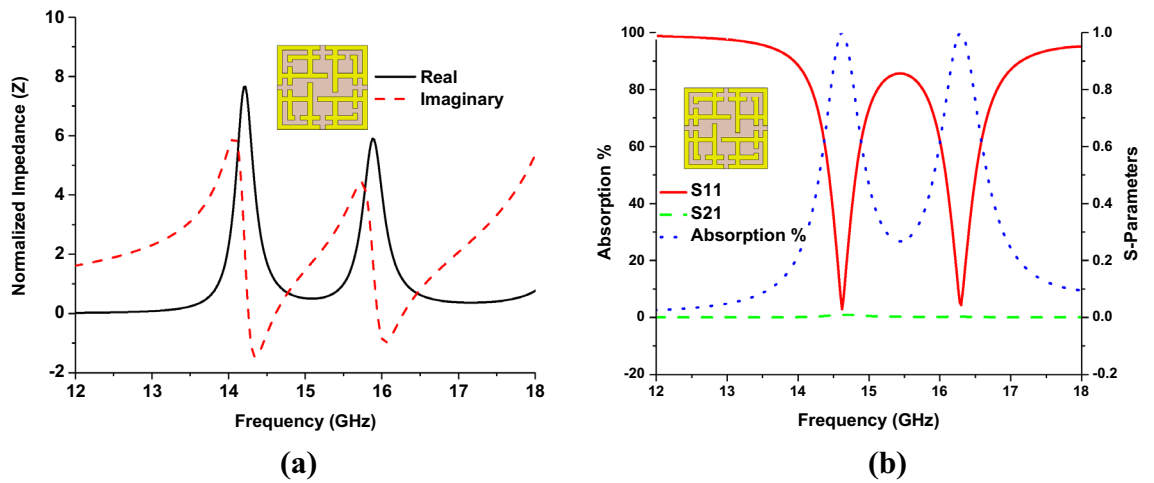 10
8
6
4
2
0
-2
Normalized Impedance (Z)
Real
Imaginary
12 13 14 15 16 17 18
Frequency (GHz)
(a)
100
80
60
40
20
0
-20
Absorption %
S11
S21
Absorption %
1.0
0.8
0.6
0.4
0.2
0.0
-0.2
S-Parameters
12 13 14 15 16 17 18
Frequency (GHz)
(b)